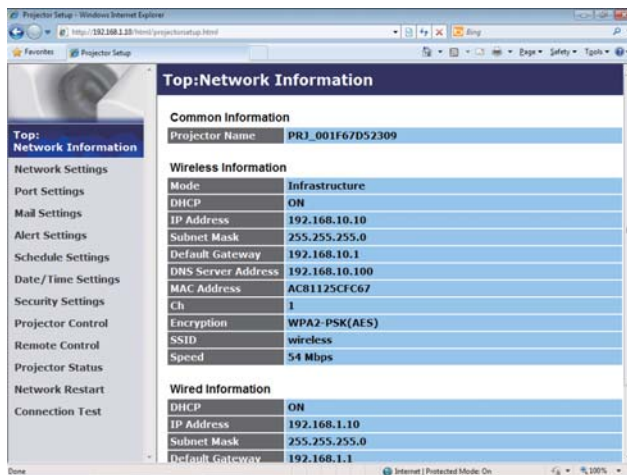 Projector Setup - Windows Internet Explorer
http://192.168.1.10/html/projectorsetup.html
Bing
Favorites Projector Setup
Page Safety Tools
Top:Network Information
Common Information
Projector Name PRJ_001F67D52309
Wireless Information
Mode Infrastructure
DHCP ON
IP Address 192.168.10.10
Subnet Mask 255.255.255.0
Default Gateway 192.168.10.1
DNS Server Address 192.168.10.100
MAC Address AC81125CFC67
Ch 1
Encryption WPA2-PSK(AES)
SSID wireless
Speed 54 Mbps
Wired Information
DHCP ON
IP Address 192.168.1.10
Subnet Mask 255.255.255.0
Default Gateway 192.168.1.1
Top:
Network Information
Network Settings
Port Settings
Mail Settings
Alert Settings
Schedule Settings
Date/Time Settings
Security Settings
Projector Control
Remote Control
Projector Status
Network Restart
Connection Test
Done
Internet | Protected Mode: On
100%